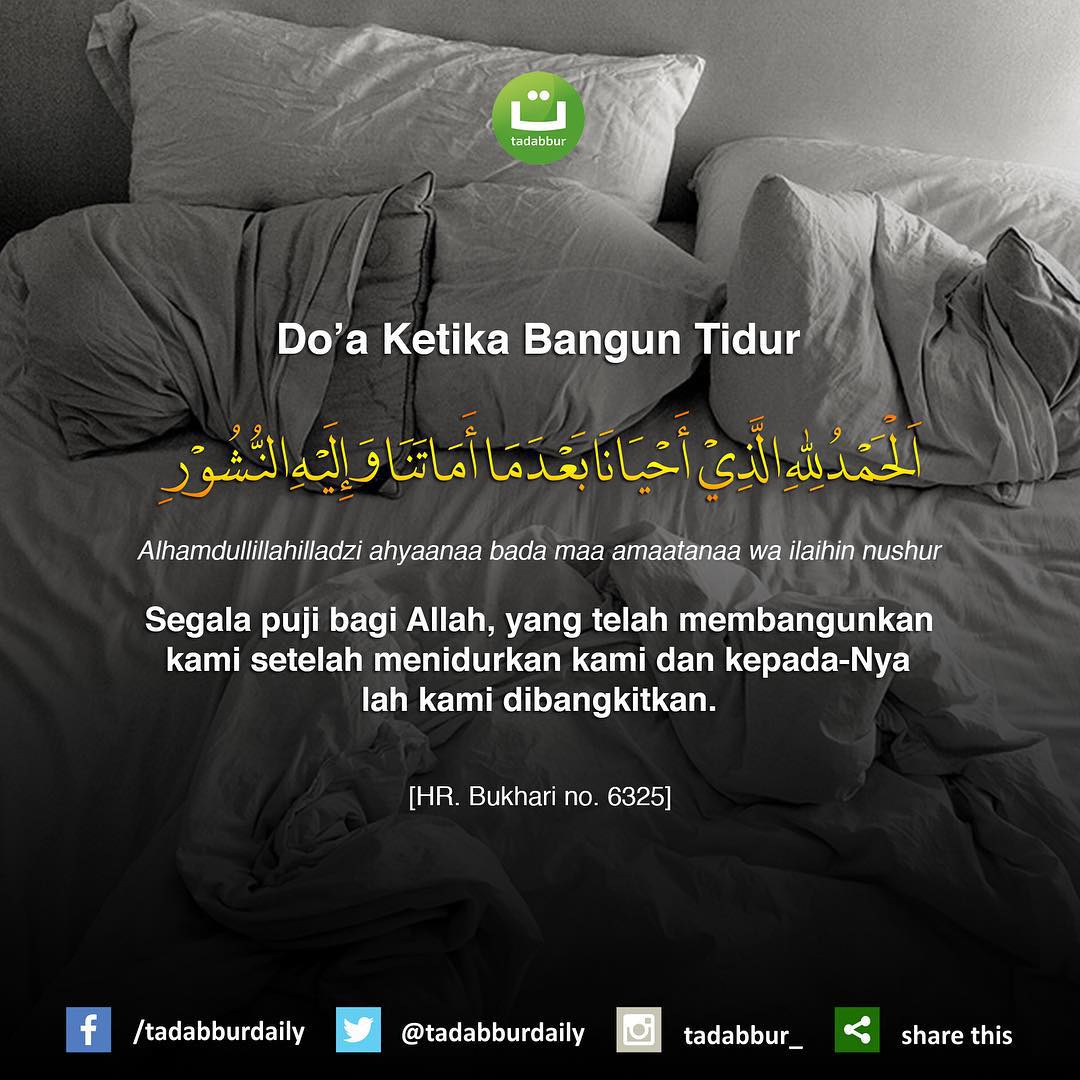 ت
tadabbur
Do’a Ketika Bangun Tidur
اَلْحَمْدُ لِلّٰهِ الَّذِيْ أَحْيَانَا بَعْدَمَا أَمَاتَنَا وَإِلَيْهِ النُّشُوْرِ
Alhamdullillahilladzi ahyaanaa bada maa amaatanaa wa ilaihin nushur
Segala puji bagi Allah, yang telah membangunkan
kami setelah menidurkan kami dan kepada-Nya
lah kami dibangkitkan.
[HR. Bukhari no. 6325]
/tadabburdaily @tadabburdaily tadabbur_ share this